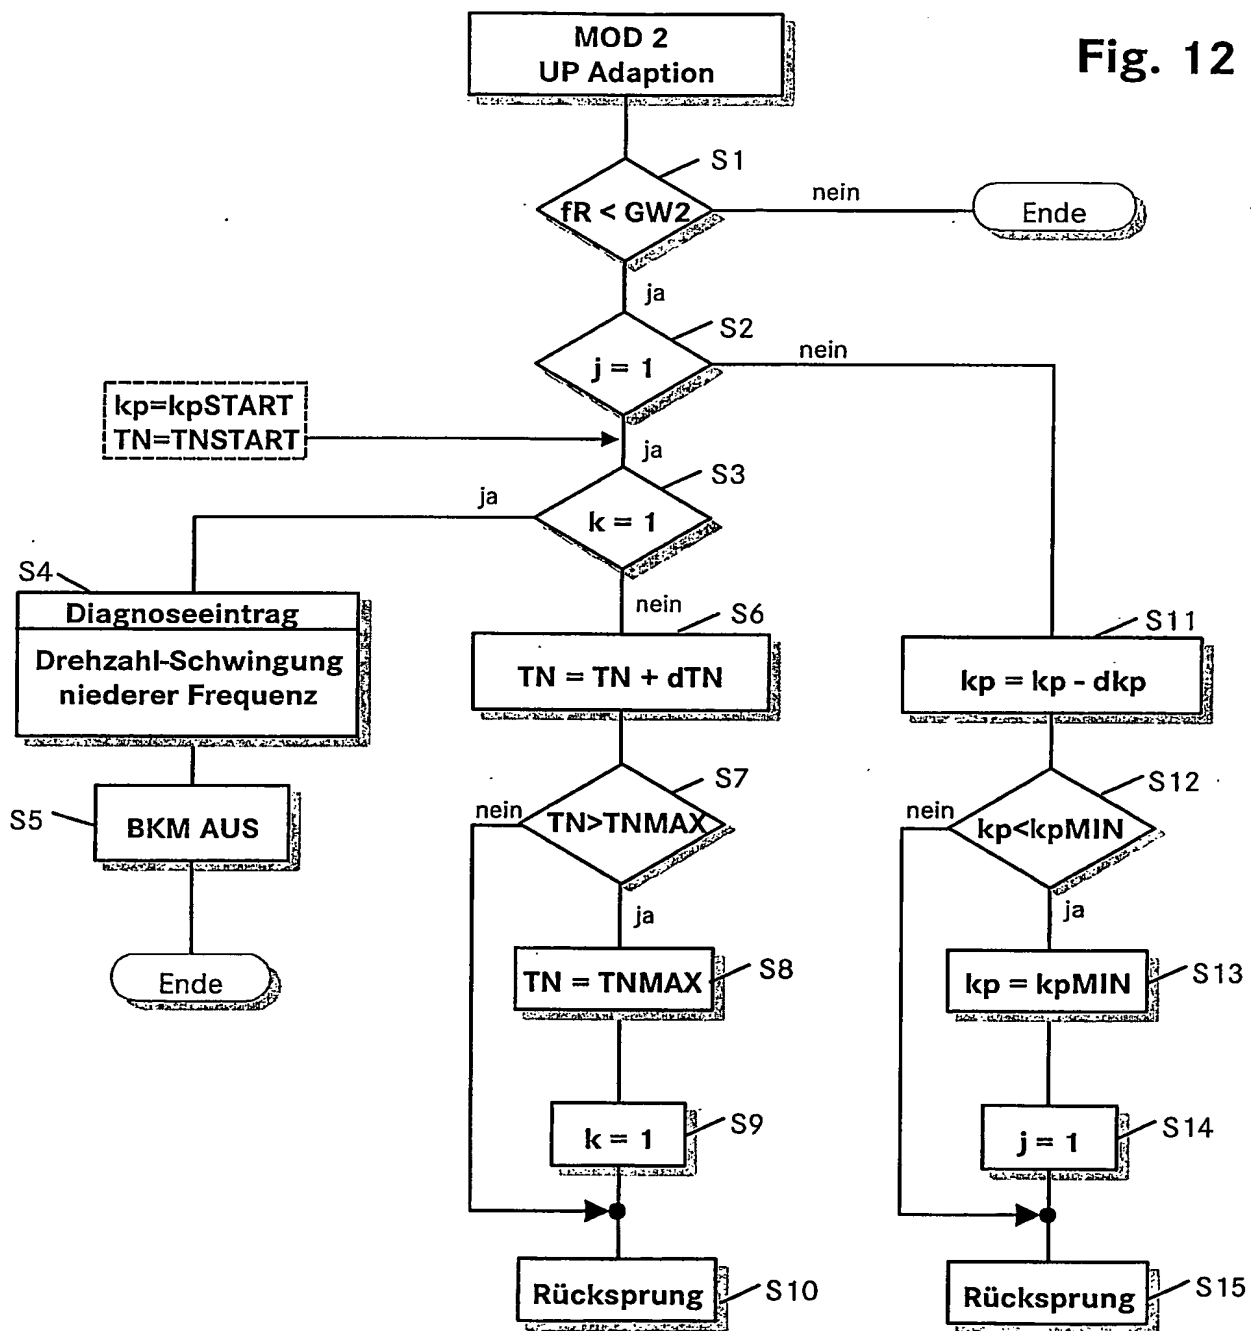 MOD 2
UP Adaption
Fig. 12
S1
fR < GW2
nein
Ende
ja
S2
j = 1
nein
kp=kpSTART
TN=TNSTART
ja
S3
k = 1
ja
nein
S4
Diagnoseeintrag
Drehzahl-Schwingung
niederer Frequenz
S5
BKM AUS
Ende
S6
TN = TN + dTN
S7
TN>TNMAX
nein
ja
S8
TN = TNMAX
S9
k = 1
Rücksprung
S10
S11
kp = kp - dkp
S12
kp<kpMIN
nein
ja
S13
kp = kpMIN
S14
j = 1
Rücksprung
S15